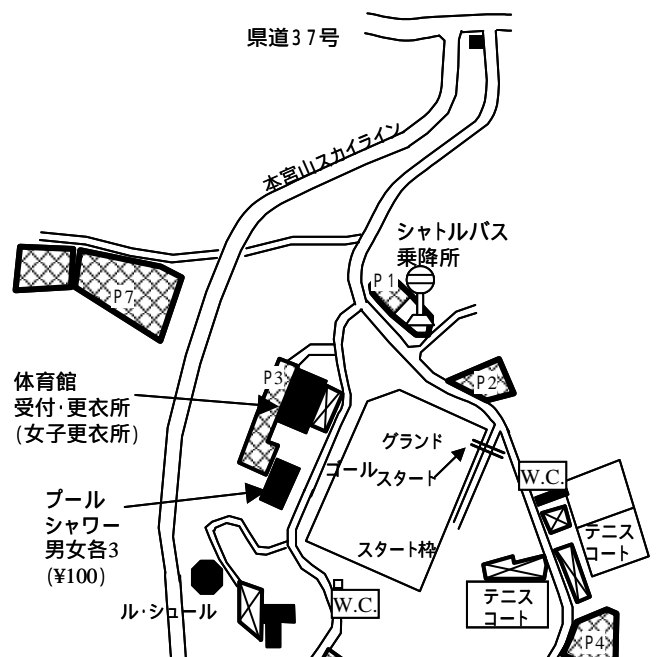 県道37号
本宮山スカイライン
シャトルバス
乗降所
P1
P7
P3
P2
体育館
受付・更衣所
(女子更衣所)
グランド
ゴール
スタート
W.C.
プール
シャワー
男女各3
(¥100)
テニス
コート
スタート枠
ル・シュール
W.C.
テニス
コート
P4